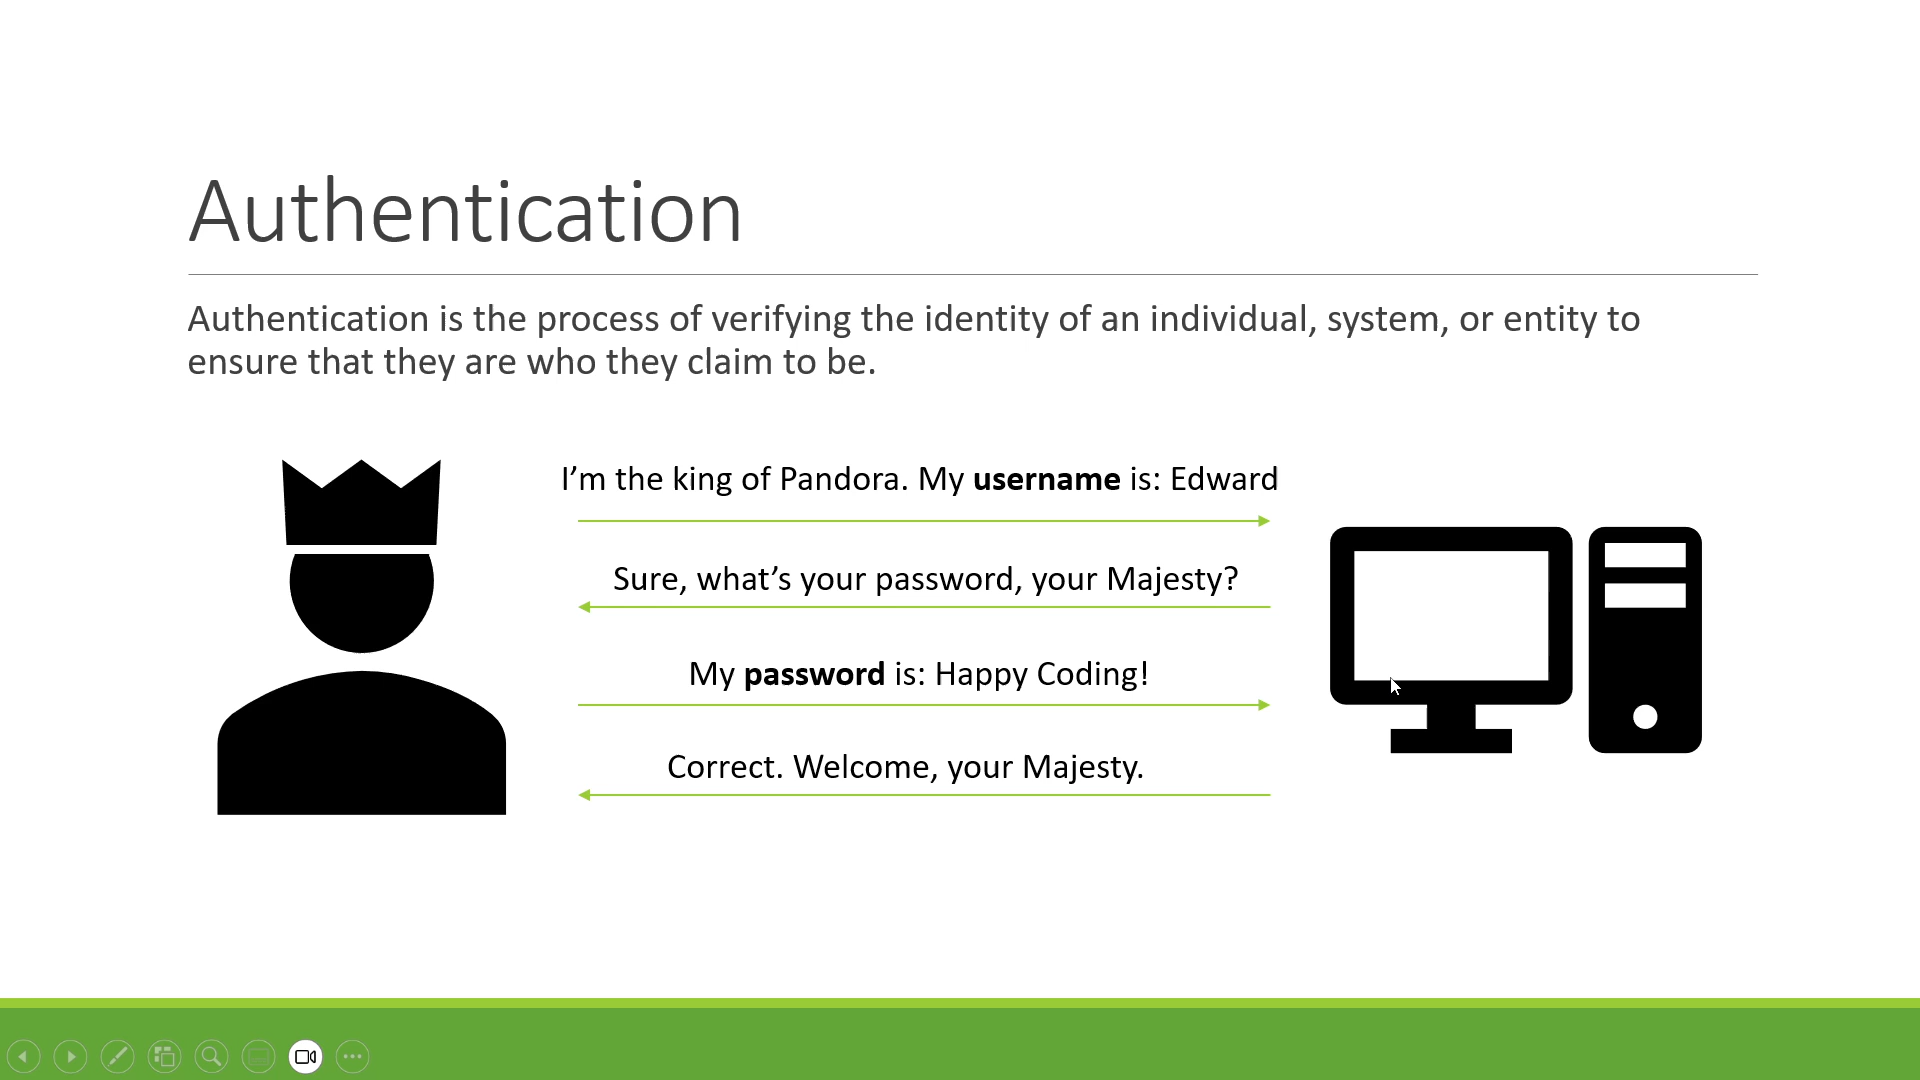 Authentication
Authentication is the process of verifying the identity of an individual, system, or entity to
ensure that they are who they claim to be.
I’m the king of Pandora. My username is: Edward
Sure, what’s your password, your Majesty?
My password is: Happy Coding!
Correct. Welcome, your Majesty.